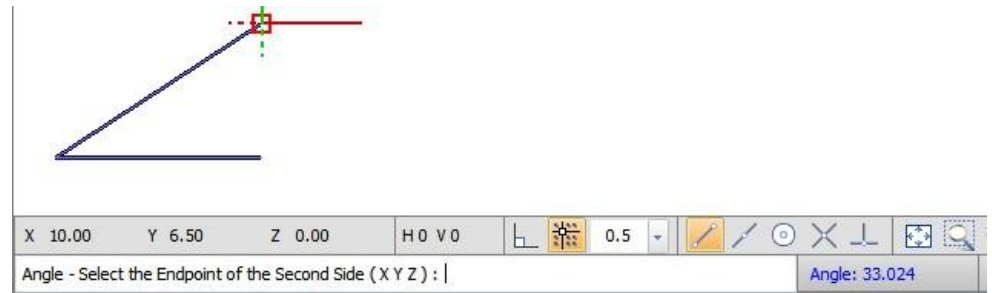 X 10.00 Y 6.50 Z 0.00 H 0 V 0 0.5
Angle - Select the Endpoint of the Second Side ( X Y Z ) : Angle: 33.024